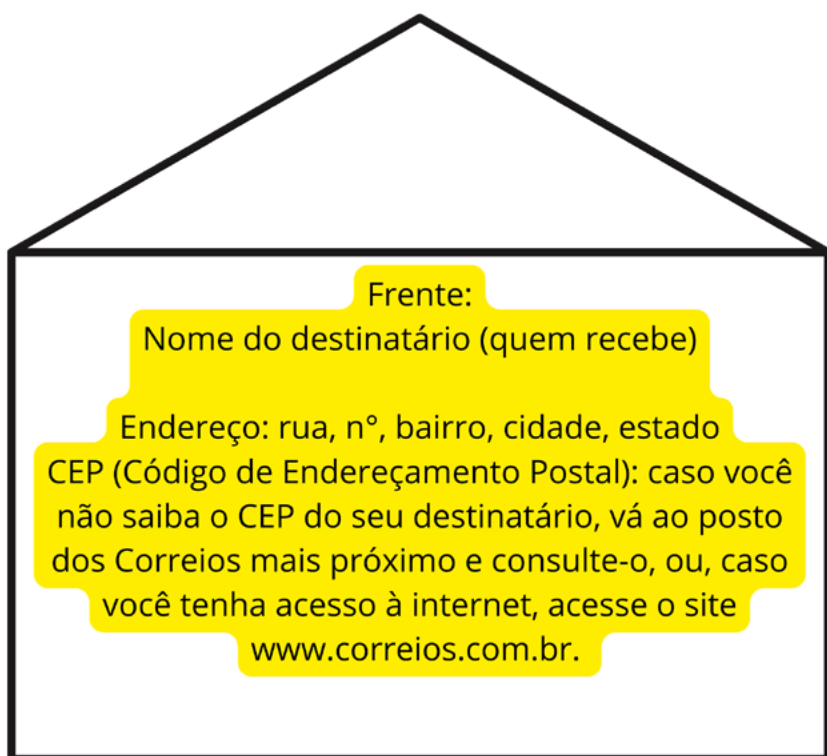 Frente:
Nome do destinatário (quem recebe)
Endereço: rua, n°, bairro, cidade, estado
CEP (Código de Endereçamento Postal): caso você
não saiba o CEP do seu destinatário, vá ao posto
dos Correios mais próximo e consulte-o, ou, caso
você tenha acesso à internet, acesse o site
www.correios.com.br.